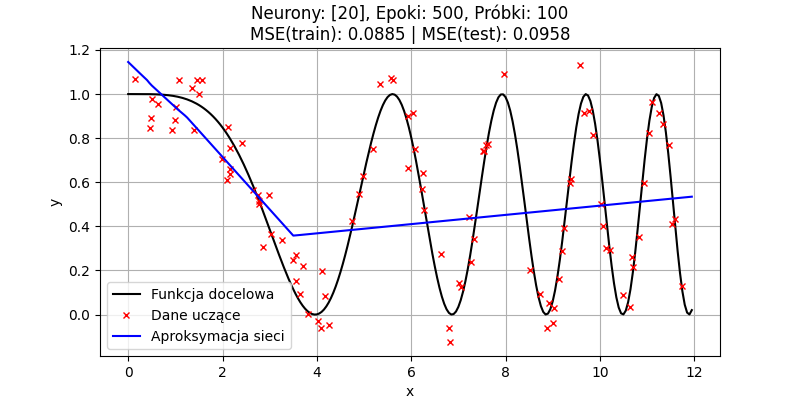 Neurony: [20], Epoki: 500, Próbki: 100
MSE(train): 0.0885 | MSE(test): 0.0958
1.2
1.0
0.8
0.6
0.4
0.2
0.0
y
Funkcja docelowa
Dane uczące
Aproksymacja sieci
0 2 4 6 8 10 12
x